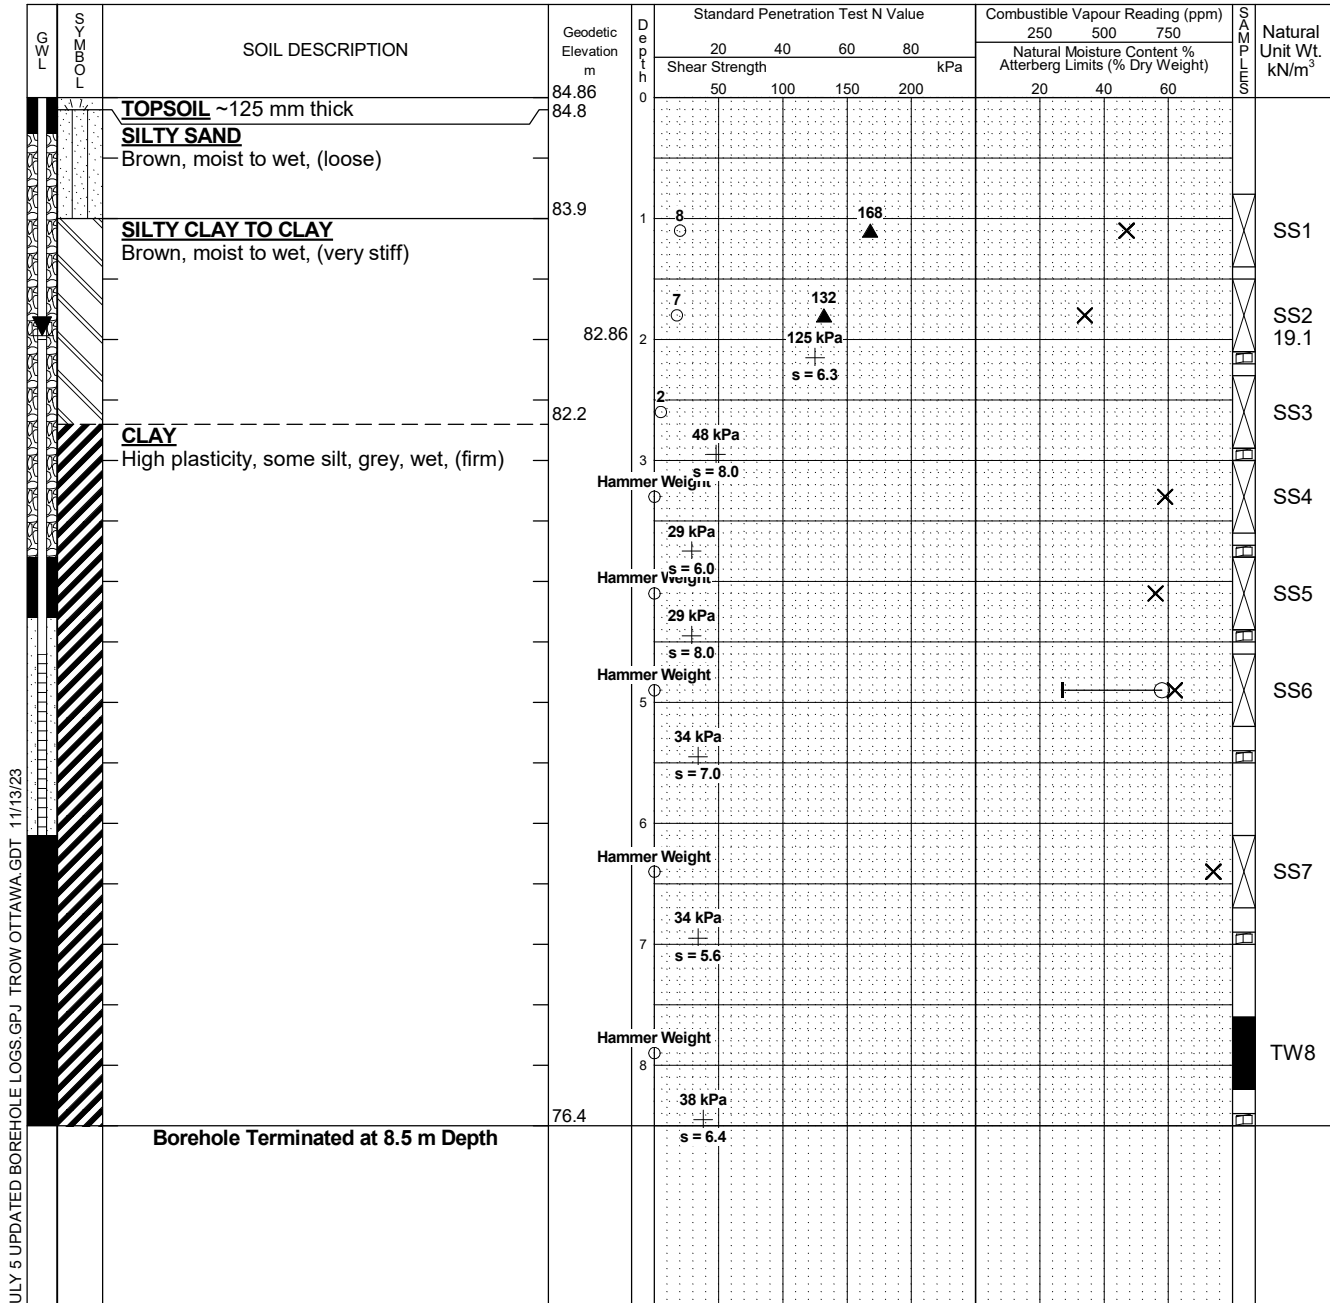 GWL
SYMBOL
SOIL DESCRIPTION
Geodetic
Elevation
m
Depth
Standard Penetration Test N Value
20 40 60 80
Shear Strength kPa
50 100 150 200
Combustible Vapour Reading (ppm)
250 500 750
Natural Moisture Content %
Atterberg Limits (% Dry Weight)
20 40 60
SAMPLES
Natural
Unit Wt.
kN/m³
84.86
0
TOPSOIL ~125 mm thick
84.8
SILTY SAND
Brown, moist to wet, (loose)
83.9
SILTY CLAY TO CLAY
Brown, moist to wet, (very stiff)
1
8
168
SS1
7
132
SS2
19.1
82.86
2
125 kPa
s = 6.3
82.2
2
SS3
CLAY
High plasticity, some silt, grey, wet, (firm)
48 kPa
s = 8.0
3
Hammer Weight
SS4
29 kPa
s = 6.0
Hammer Weight
SS5
29 kPa
s = 8.0
Hammer Weight
SS6
5
34 kPa
s = 7.0
6
Hammer Weight
SS7
34 kPa
7
s = 5.6
Hammer Weight
TW8
8
38 kPa
76.4
s = 6.4
Borehole Terminated at 8.5 m Depth
ULY 5 UPDATED BOREHOLE LOGS.GPJ TROW OTTAWA.GDT 11/13/23